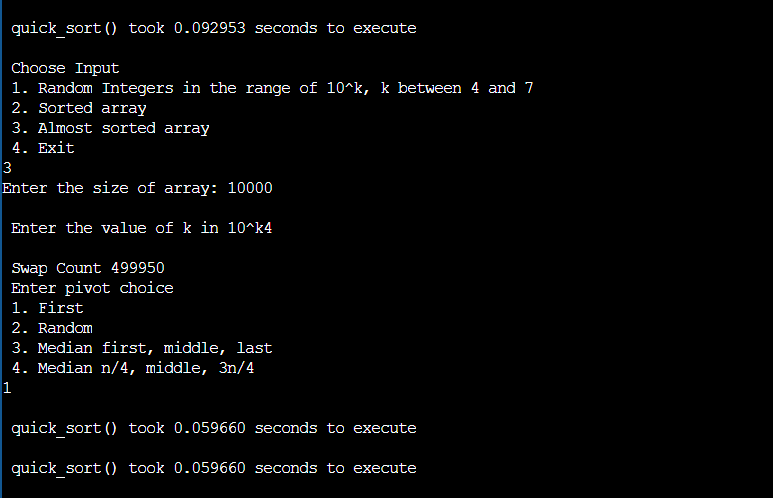 quick_sort() took 0.092953 seconds to execute
Choose Input
1. Random Integers in the range of 10^k, k between 4 and 7
2. Sorted array
3. Almost sorted array
4. Exit
3
Enter the size of array: 10000
Enter the value of k in 10^k4
Swap Count 499950
Enter pivot choice
1. First
2. Random
3. Median first, middle, last
4. Median n/4, middle, 3n/4
1
quick_sort() took 0.059660 seconds to execute
quick_sort() took 0.059660 seconds to execute